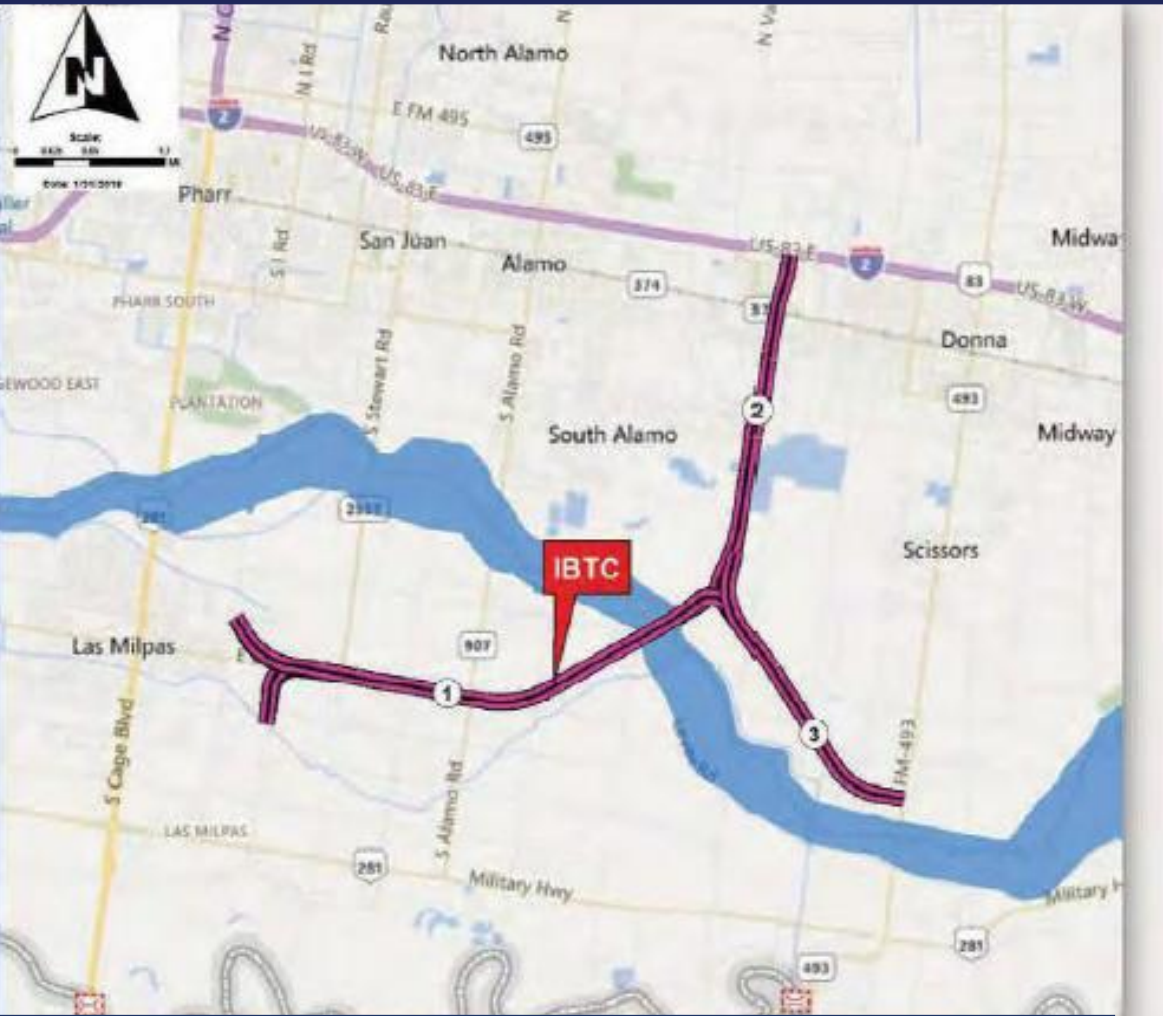 N
Scale:
North Alamo
N I Rd
E FM 495
495
2
US-83-W
US-83-E
Pharr
S I Rd
San Juan
Alamo
374
US-83-E
2
83
US-83-W
Midwa
PHARR SOUTH
Donna
S Stewart Rd
S Alamo Rd
493
GEWOOD EAST
PLANTATION
2
South Alamo
Midway
281
Scissors
IBTC
Las Milpas
907
1
3
FM-493
S Cage Blvd
S Alamo Rd
LAS MILPAS
281
Military Hwy
Military H
281
493